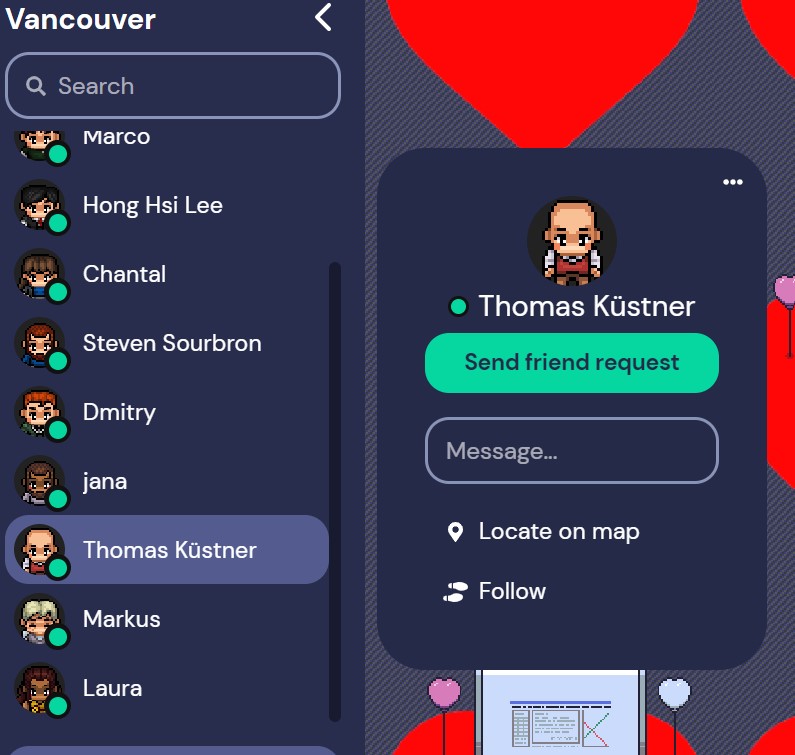 Vancouver
Search
Marco
Hong Hsi Lee
Chantal
Steven Sourbron
Dmitry
jana
Thomas Küstner
Markus
Laura
Thomas Küstner
Send friend request
Message...
Locate on map
Follow